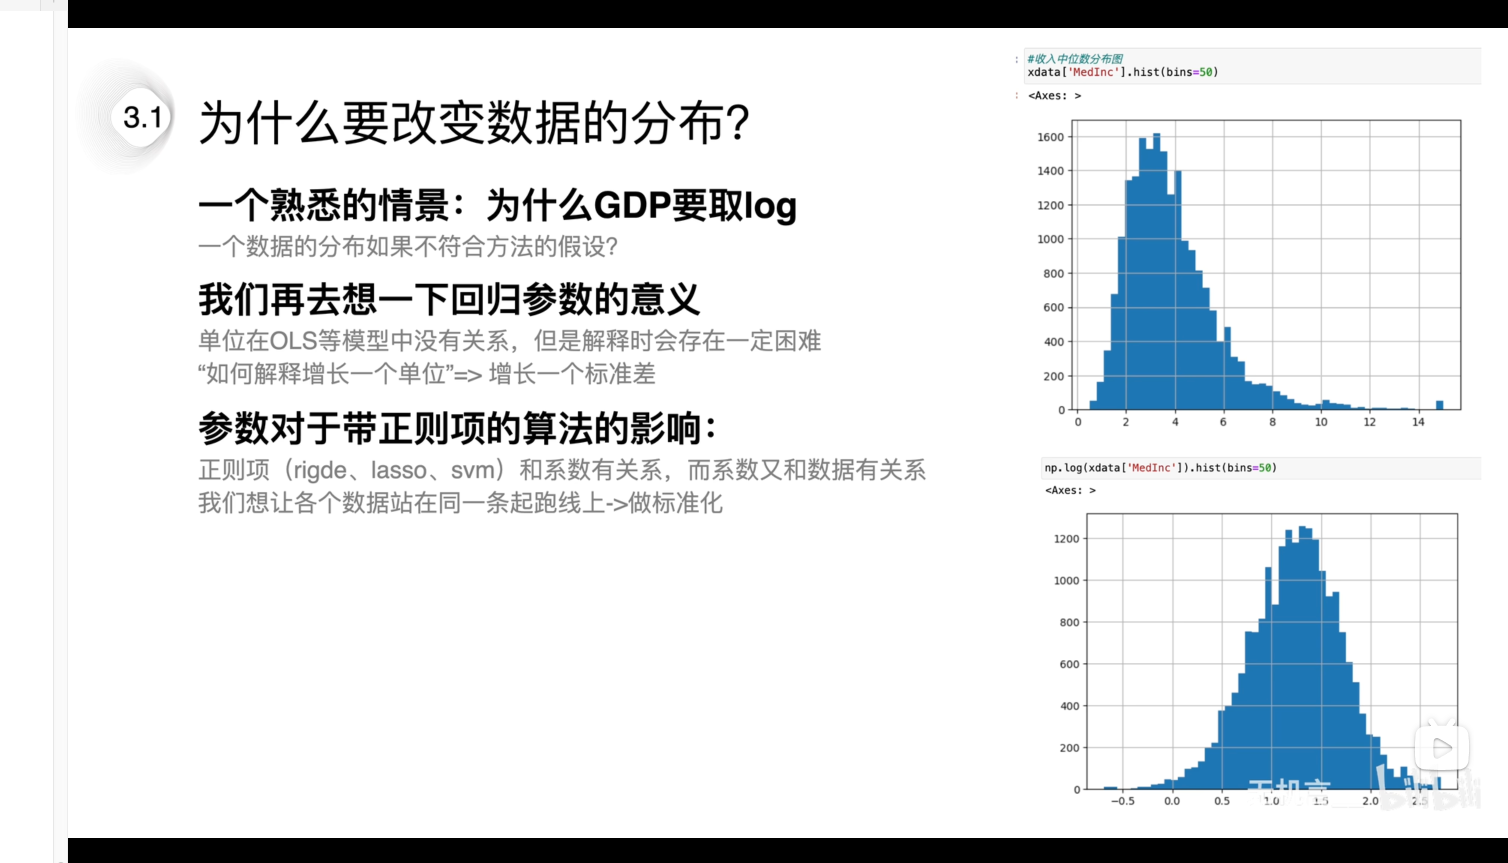 3.1
为什么要改变数据的分布?
一个熟悉的情景：为什么GDP要取log
一个数据的分布如果不符合方法的假设?
我们再去想一下回归参数的意义
单位在OLS等模型中没有关系，但是解释时会存在一定困难
“如何解释增长一个单位”=> 增长一个标准差
参数对于带正则项的算法的影响：
正则项（rigde、lasso、svm）和系数有关系，而系数又和数据有关系
我们想让各个数据站在同一条起跑线上->做标准化
#收入中位数分布图
xdata['MedInc'].hist(bins=50)
<Axes: >
1600
1400
1200
1000
800
600
400
200
0
0 2 4 6 8 10 12 14
np.log(xdata['MedInc']).hist(bins=50)
<Axes: >
1200
1000
800
600
400
200
0
−0.5 0.0 0.5 1.0 1.5 2.0 2.5
bilibili